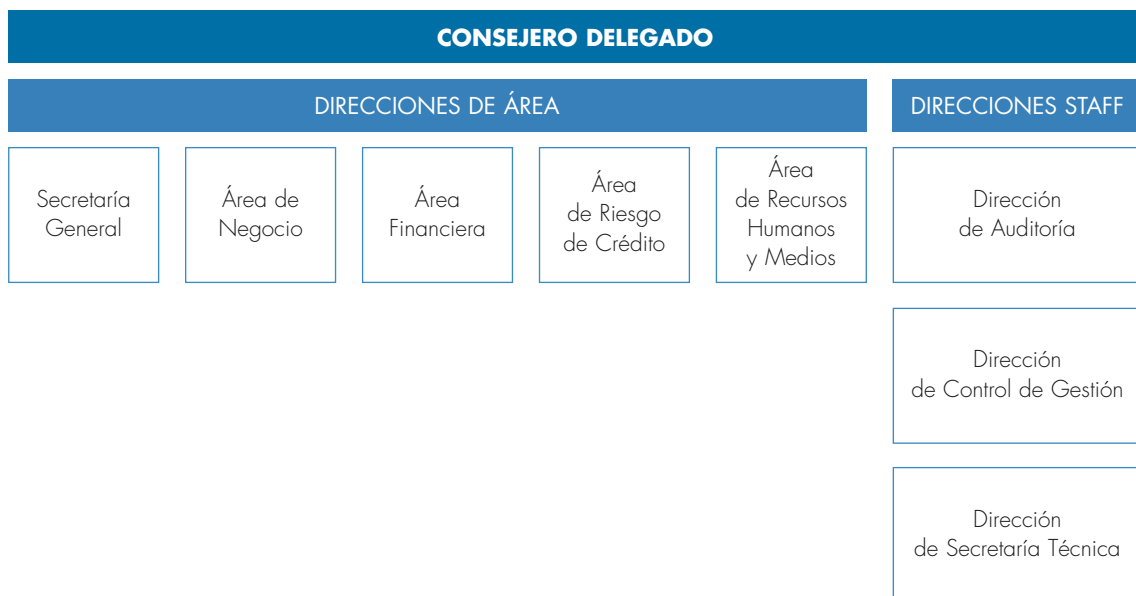 CONSEJERO DELEGADO
DIRECCIONES DE ÁREA
DIRECCIONES STAFF
Secretaría
General
Área de
Negocio
Área
Financiera
Área
de Riesgo
de Crédito
Área
de Recursos
Humanos
y Medios
Dirección
de Auditoría
Dirección
de Control de Gestión
Dirección
de Secretaría Técnica